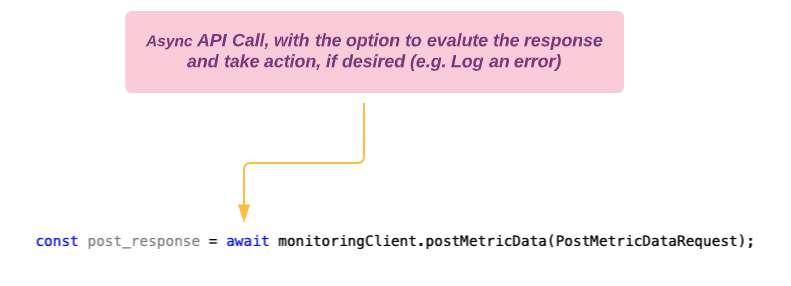 Async API Call, with the option to evalute the response
and take action, if desired (e.g. Log an error)
const post_response = await monitoringClient.postMetricData(PostMetricDataRequest);